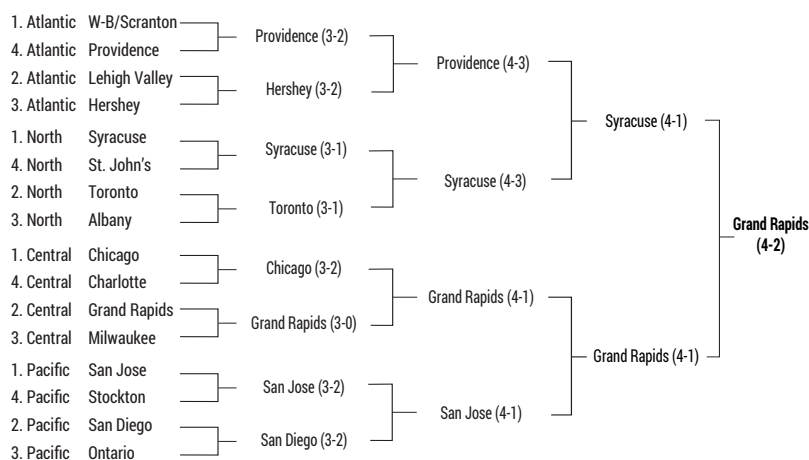 1. Atlantic W-B/Scranton
4. Atlantic Providence
2. Atlantic Lehigh Valley
3. Atlantic Hershey
1. North Syracuse
4. North St. John's
2. North Toronto
3. North Albany
1. Central Chicago
4. Central Charlotte
2. Central Grand Rapids
3. Central Milwaukee
1. Pacific San Jose
4. Pacific Stockton
2. Pacific San Diego
3. Pacific Ontario
Providence (3-2)
Hershey (3-2)
Syracuse (3-1)
Toronto (3-1)
Chicago (3-2)
Grand Rapids (3-0)
San Jose (3-2)
San Diego (3-2)
Providence (4-3)
Syracuse (4-3)
Grand Rapids (4-1)
San Jose (4-1)
Syracuse (4-1)
Grand Rapids (4-1)
Grand Rapids
(4-2)